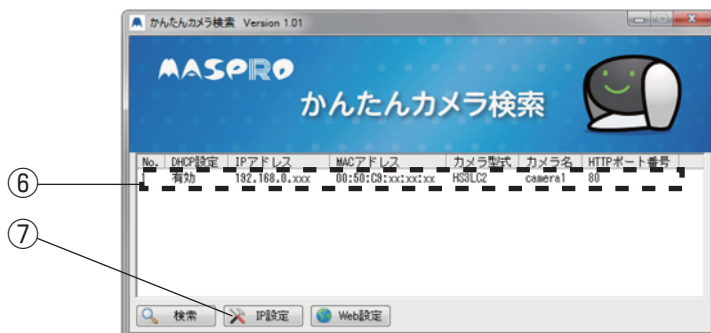 かんたんカメラ検索 Version 1.01
MASPRO
かんたんカメラ検索
No. DHCP設定 IPアドレス MACアドレス カメラ型式 カメラ名 HTTPポート番号
1 有効 192.168.0.xxx 00:50:C9:xx:xx:xx HS3LC2 camera1 80
⑥
⑦
検索 IP設定 Web設定